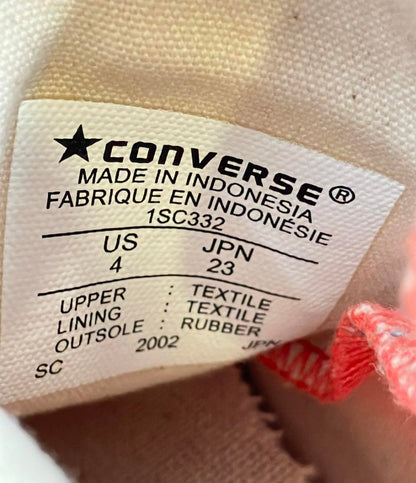 ★CONVERSE®
MADE IN INDONESIA
FABRIQUE EN INDONÉSIE
1SC332
US JPN
4 23
UPPER : TEXTILE
LINING : TEXTILE
OUTSOLE : RUBBER
SC 2002 JPN